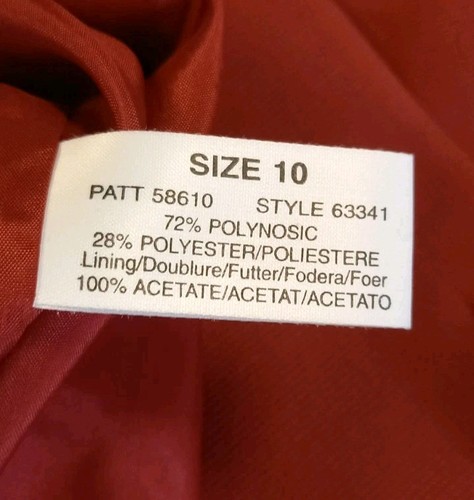 SIZE 10
PATT 58610 STYLE 63341
72% POLYNOSIC
28% POLYESTER/POLIESTERE
Lining/Doublure/Futter/Fodera/Foer
100% ACETATE/ACETAT/ACETATO